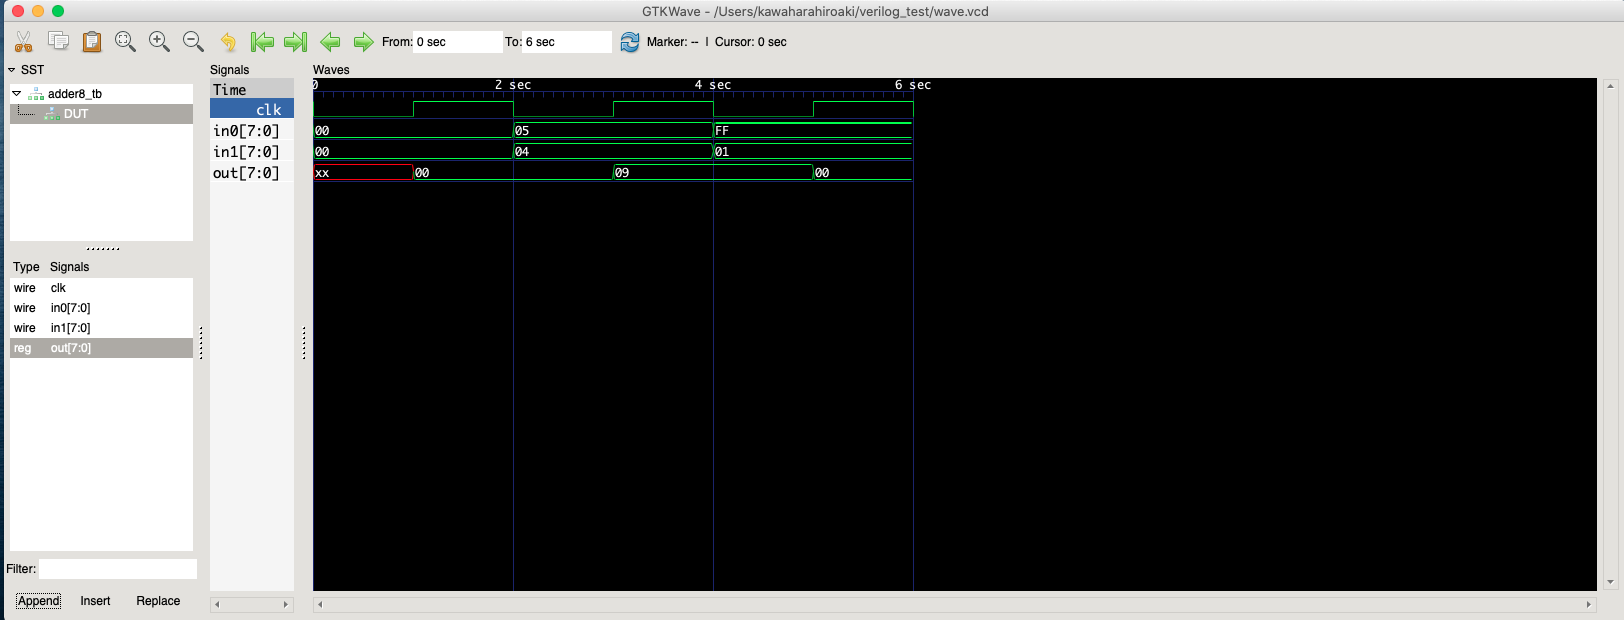 GTKWave - /Users/kawaharahiroaki/verilog_test/wave.vcd
From: 0 sec To: 6 sec Marker: -- | Cursor: 0 sec
SST
adder8_tb
DUT
Type Signals
wire clk
wire in0[7:0]
wire in1[7:0]
reg out[7:0]
Filter:
Append Insert Replace
Signals
Time
clk
in0[7:0]
in1[7:0]
out[7:0]
Waves
0 2 sec 4 sec 6 sec
00 05 FF
00 04 01
xx 00 09 00